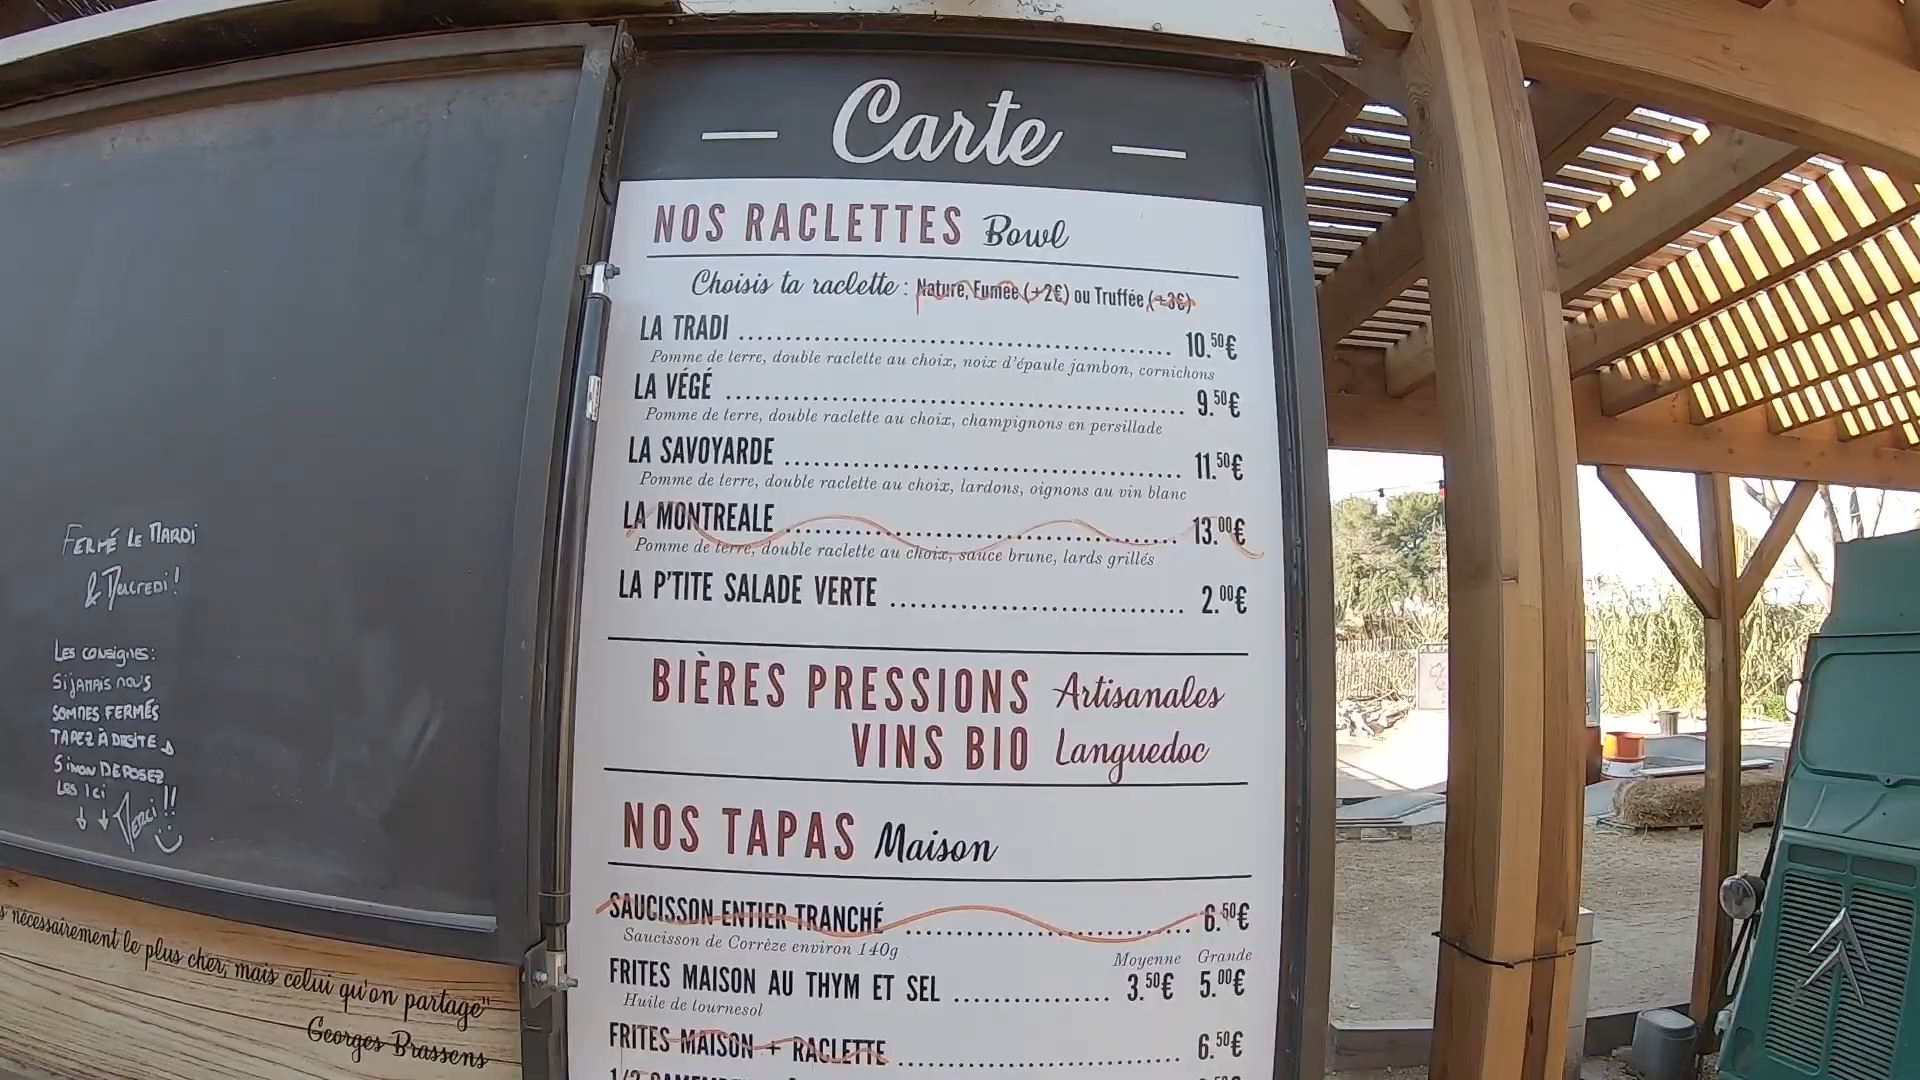 Carte
NOS RACLETTES Bowl
Choisis ta raclette : Nature, Fumée (+2€) ou Truffée (+3€)
LA TRADI 10.50€
Pomme de terre, double raclette au choix, noix d'épaule jambon, cornichons
LA VÉGÉ 9.50€
Pomme de terre, double raclette au choix, champignons en persillade
LA SAVOYARDE 11.50€
Pomme de terre, double raclette au choix, lardons, oignons au vin blanc
LA MONTREALE 13.00€
Pomme de terre, double raclette au choix, sauce brune, lards grillés
LA P'TITE SALADE VERTE 2.00€
BIÈRES PRESSIONS Artisanales
VINS BIO Languedoc
NOS TAPAS Maison
SAUCISSON ENTIER TRANCHÉ 6.50€
Saucisson de Corrèze environ 140g
Moyenne Grande
FRITES MAISON AU THYM ET SEL 3.50€ 5.00€
Huile de tournesol
FRITES MAISON + RACLETTE 6.50€
FERMÉ LE MARDI
& MERCREDI !
LES CONSIGNES :
SI JAMAIS NOUS
SOMMES FERMÉS
TAPEZ À DROITE
SINON DEPOSEZ
LES ICI
MERCI !!
nécessairement le plus cher, mais celui qu'on partage"
Georges Brassens